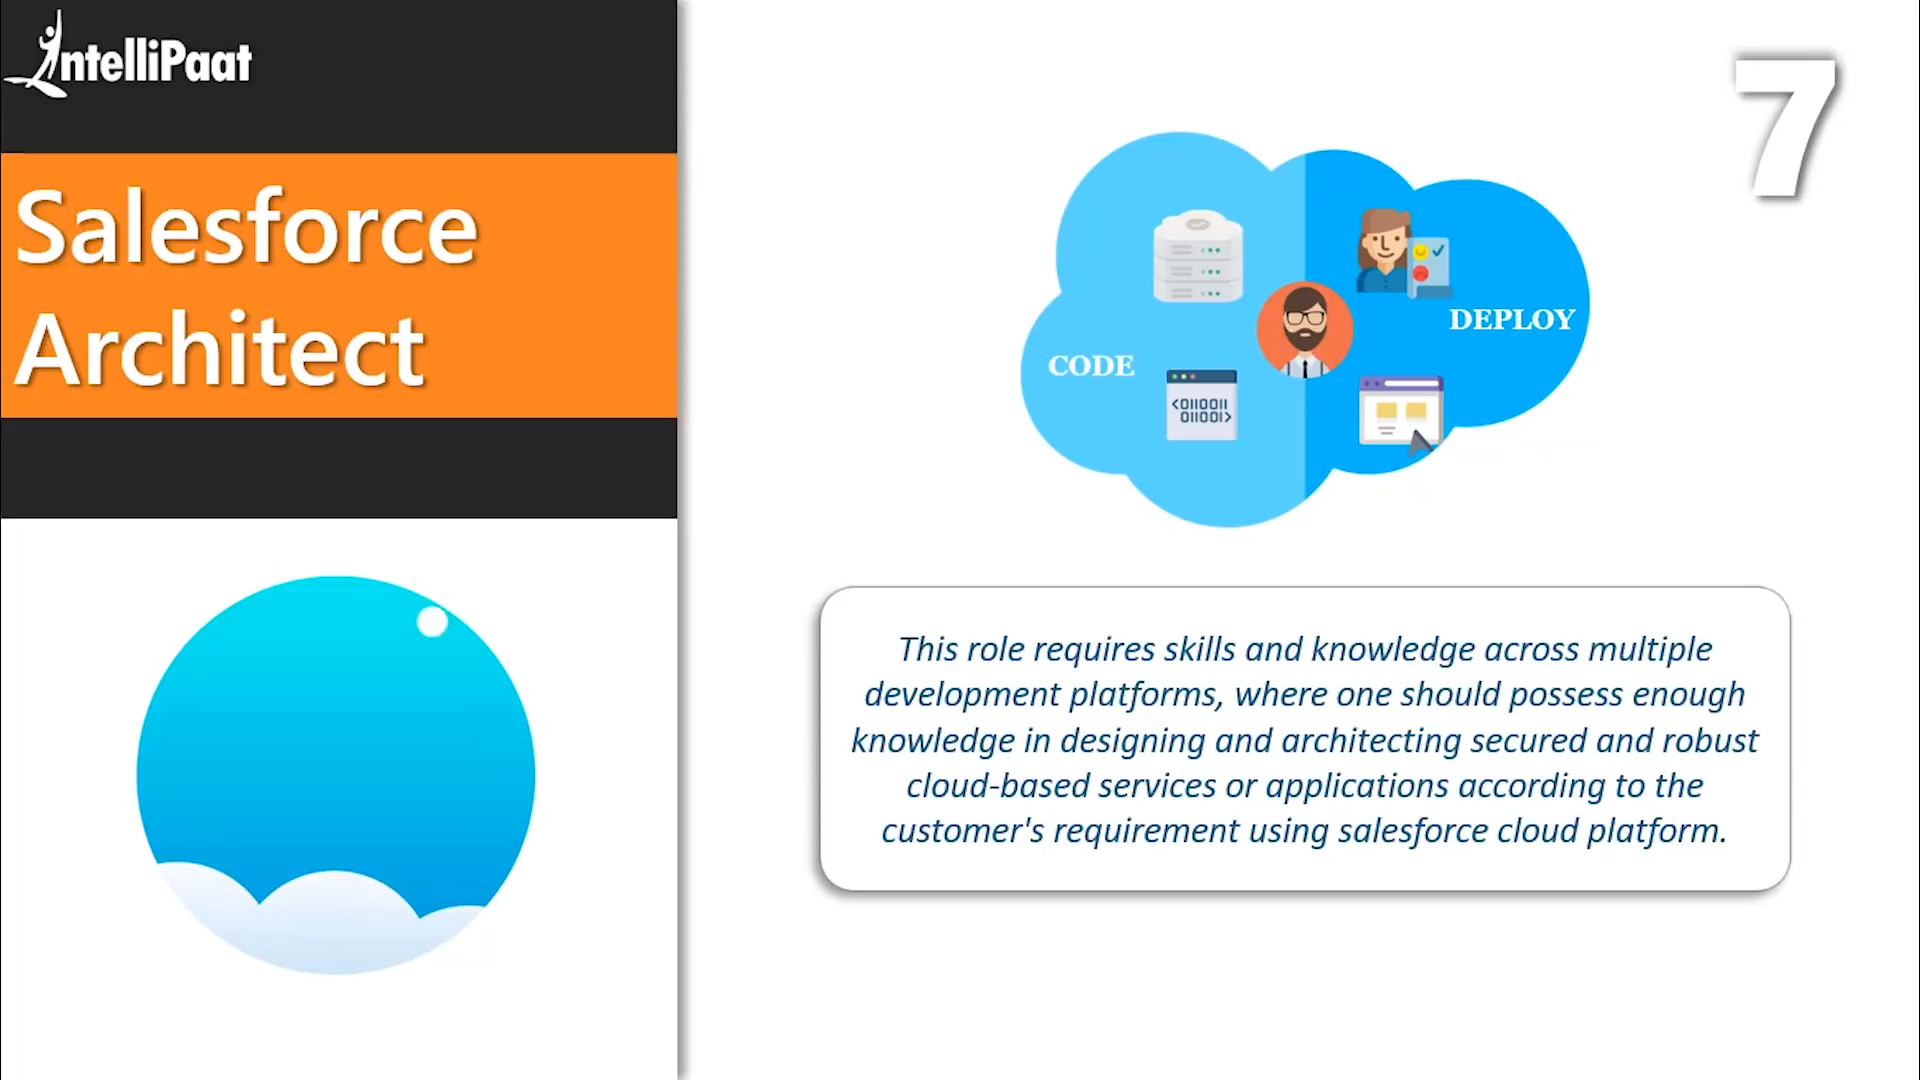 IntelliPaat
Salesforce
Architect
7
CODE
DEPLOY
<0110011
011001>
This role requires skills and knowledge across multiple
development platforms, where one should possess enough
knowledge in designing and architecting secured and robust
cloud-based services or applications according to the
customer's requirement using salesforce cloud platform.